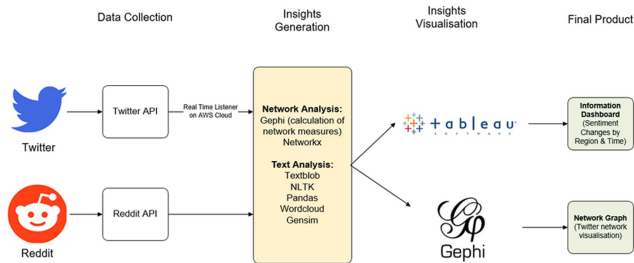 Data Collection
Insights
Generation
Insights
Visualisation
Final Product
Twitter
Twitter API
Real Time Listener
on AWS Cloud
Reddit
Reddit API
Network Analysis:
Gephi (calculation of
network measures)
Networkx
Text Analysis:
Textblob
NLTK
Pandas
Wordcloud
Gensim
tableau
SOFTWARE
Gephi
Information
Dashboard
(Sentiment
Changes by
Region & Time)
Network Graph
(Twitter network
visualisation)